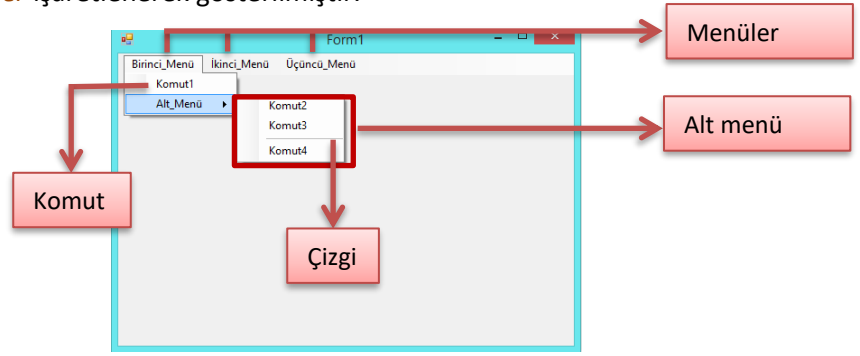 işaretlenerek gösterilmiştir.
Form1
Menüler
Birinci_Menü İkinci_Menü Üçüncü_Menü
Komut1
Alt_Menü
Komut2
Komut3
Komut4
Alt menü
Komut
Çizgi